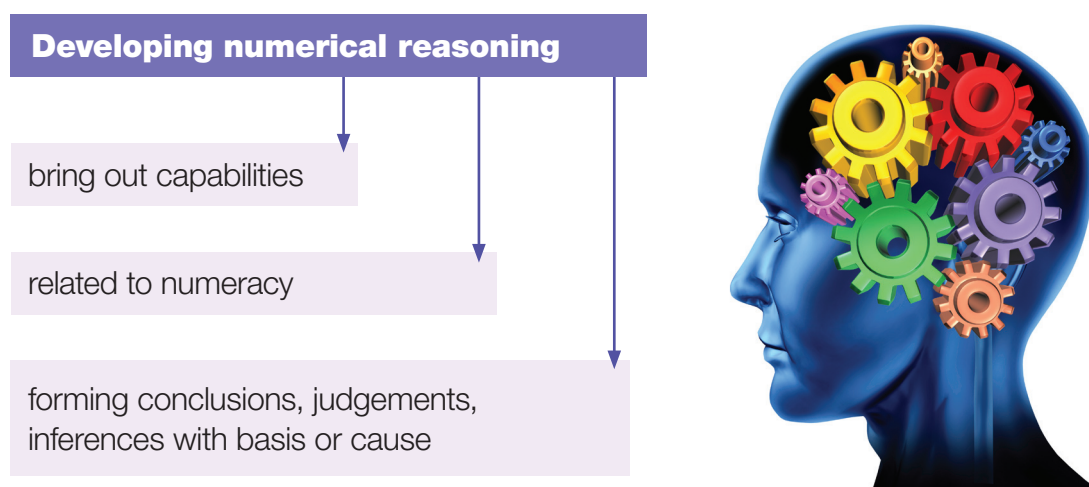 Developing numerical reasoning
bring out capabilities
related to numeracy
forming conclusions, judgements,
inferences with basis or cause